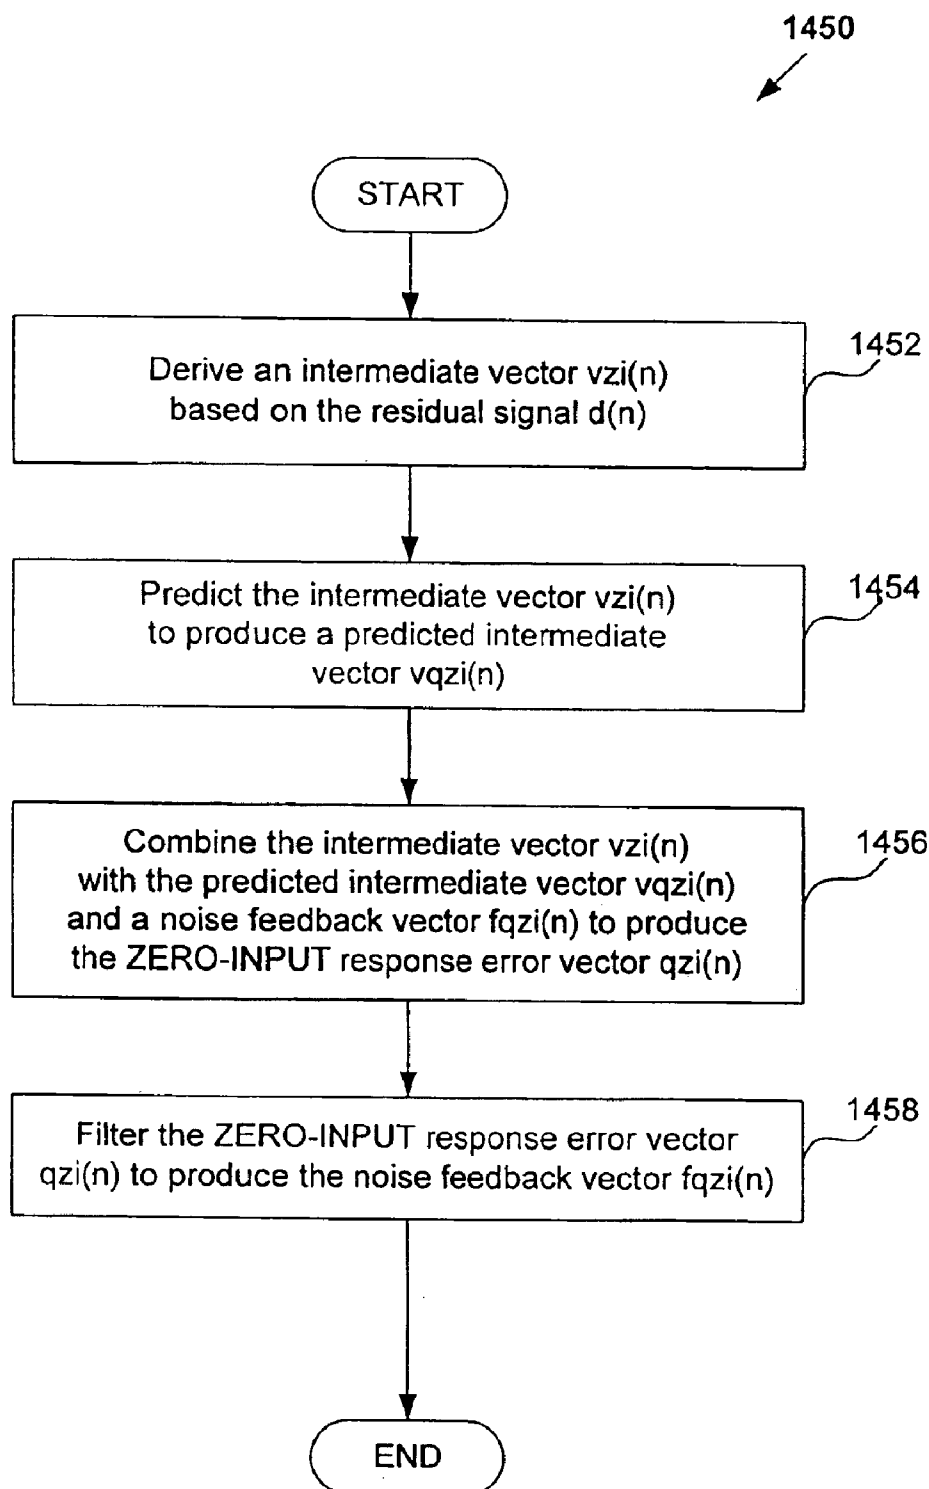 1450
START
1452
Derive an intermediate vector vzi(n)
based on the residual signal d(n)
1454
Predict the intermediate vector vzi(n)
to produce a predicted intermediate
vector vqzi(n)
1456
Combine the intermediate vector vzi(n)
with the predicted intermediate vector vqzi(n)
and a noise feedback vector fqzi(n) to produce
the ZERO-INPUT response error vector qzi(n)
1458
Filter the ZERO-INPUT response error vector
qzi(n) to produce the noise feedback vector fqzi(n)
END